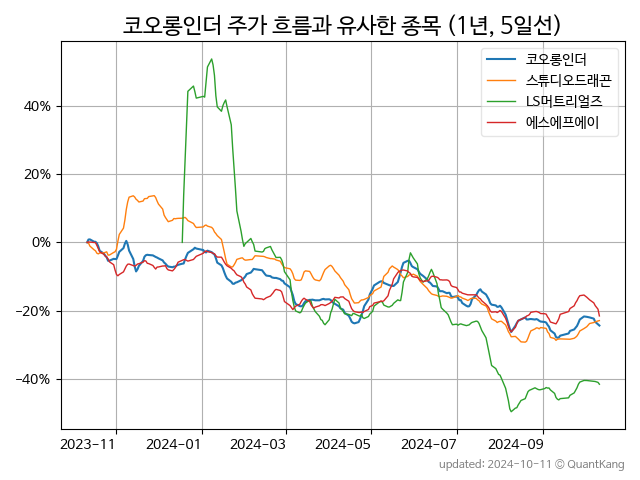 코오롱인더 주가 흐름과 유사한 종목 (1년, 5일선)
코오롱인더
스튜디오드래곤
LS머트리얼즈
에스에프에이
40%
20%
0%
−20%
−40%
2023-11
2024-01
2024-03
2024-05
2024-07
2024-09
updated: 2024-10-11 © QuantKang